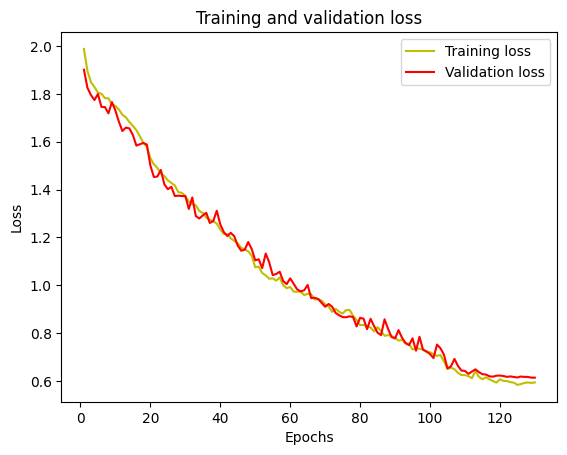 Training and validation loss
Training loss
Validation loss
2.0
1.8
1.6
1.4
1.2
1.0
0.8
0.6
Loss
0 20 40 60 80 100 120
Epochs